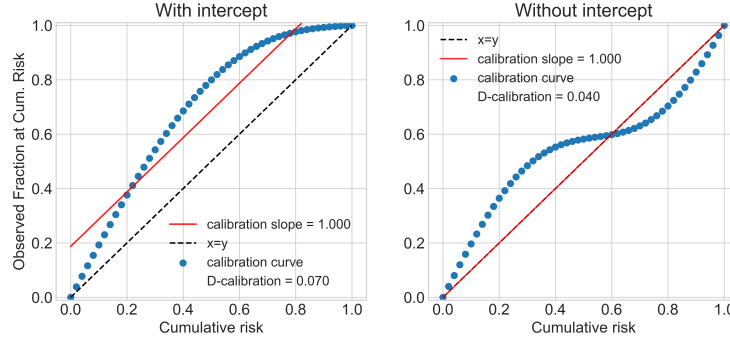 With intercept
Observed Fraction at Cum. Risk
1.0
0.8
0.6
0.4
0.2
0.0
calibration slope = 1.000
x=y
calibration curve
D-calibration = 0.070
0.0 0.2 0.4 0.6 0.8 1.0
Cumulative risk
Without intercept
1.0
0.8
0.6
0.4
0.2
0.0
x=y
calibration slope = 1.000
calibration curve
D-calibration = 0.040
0.0 0.2 0.4 0.6 0.8 1.0
Cumulative risk